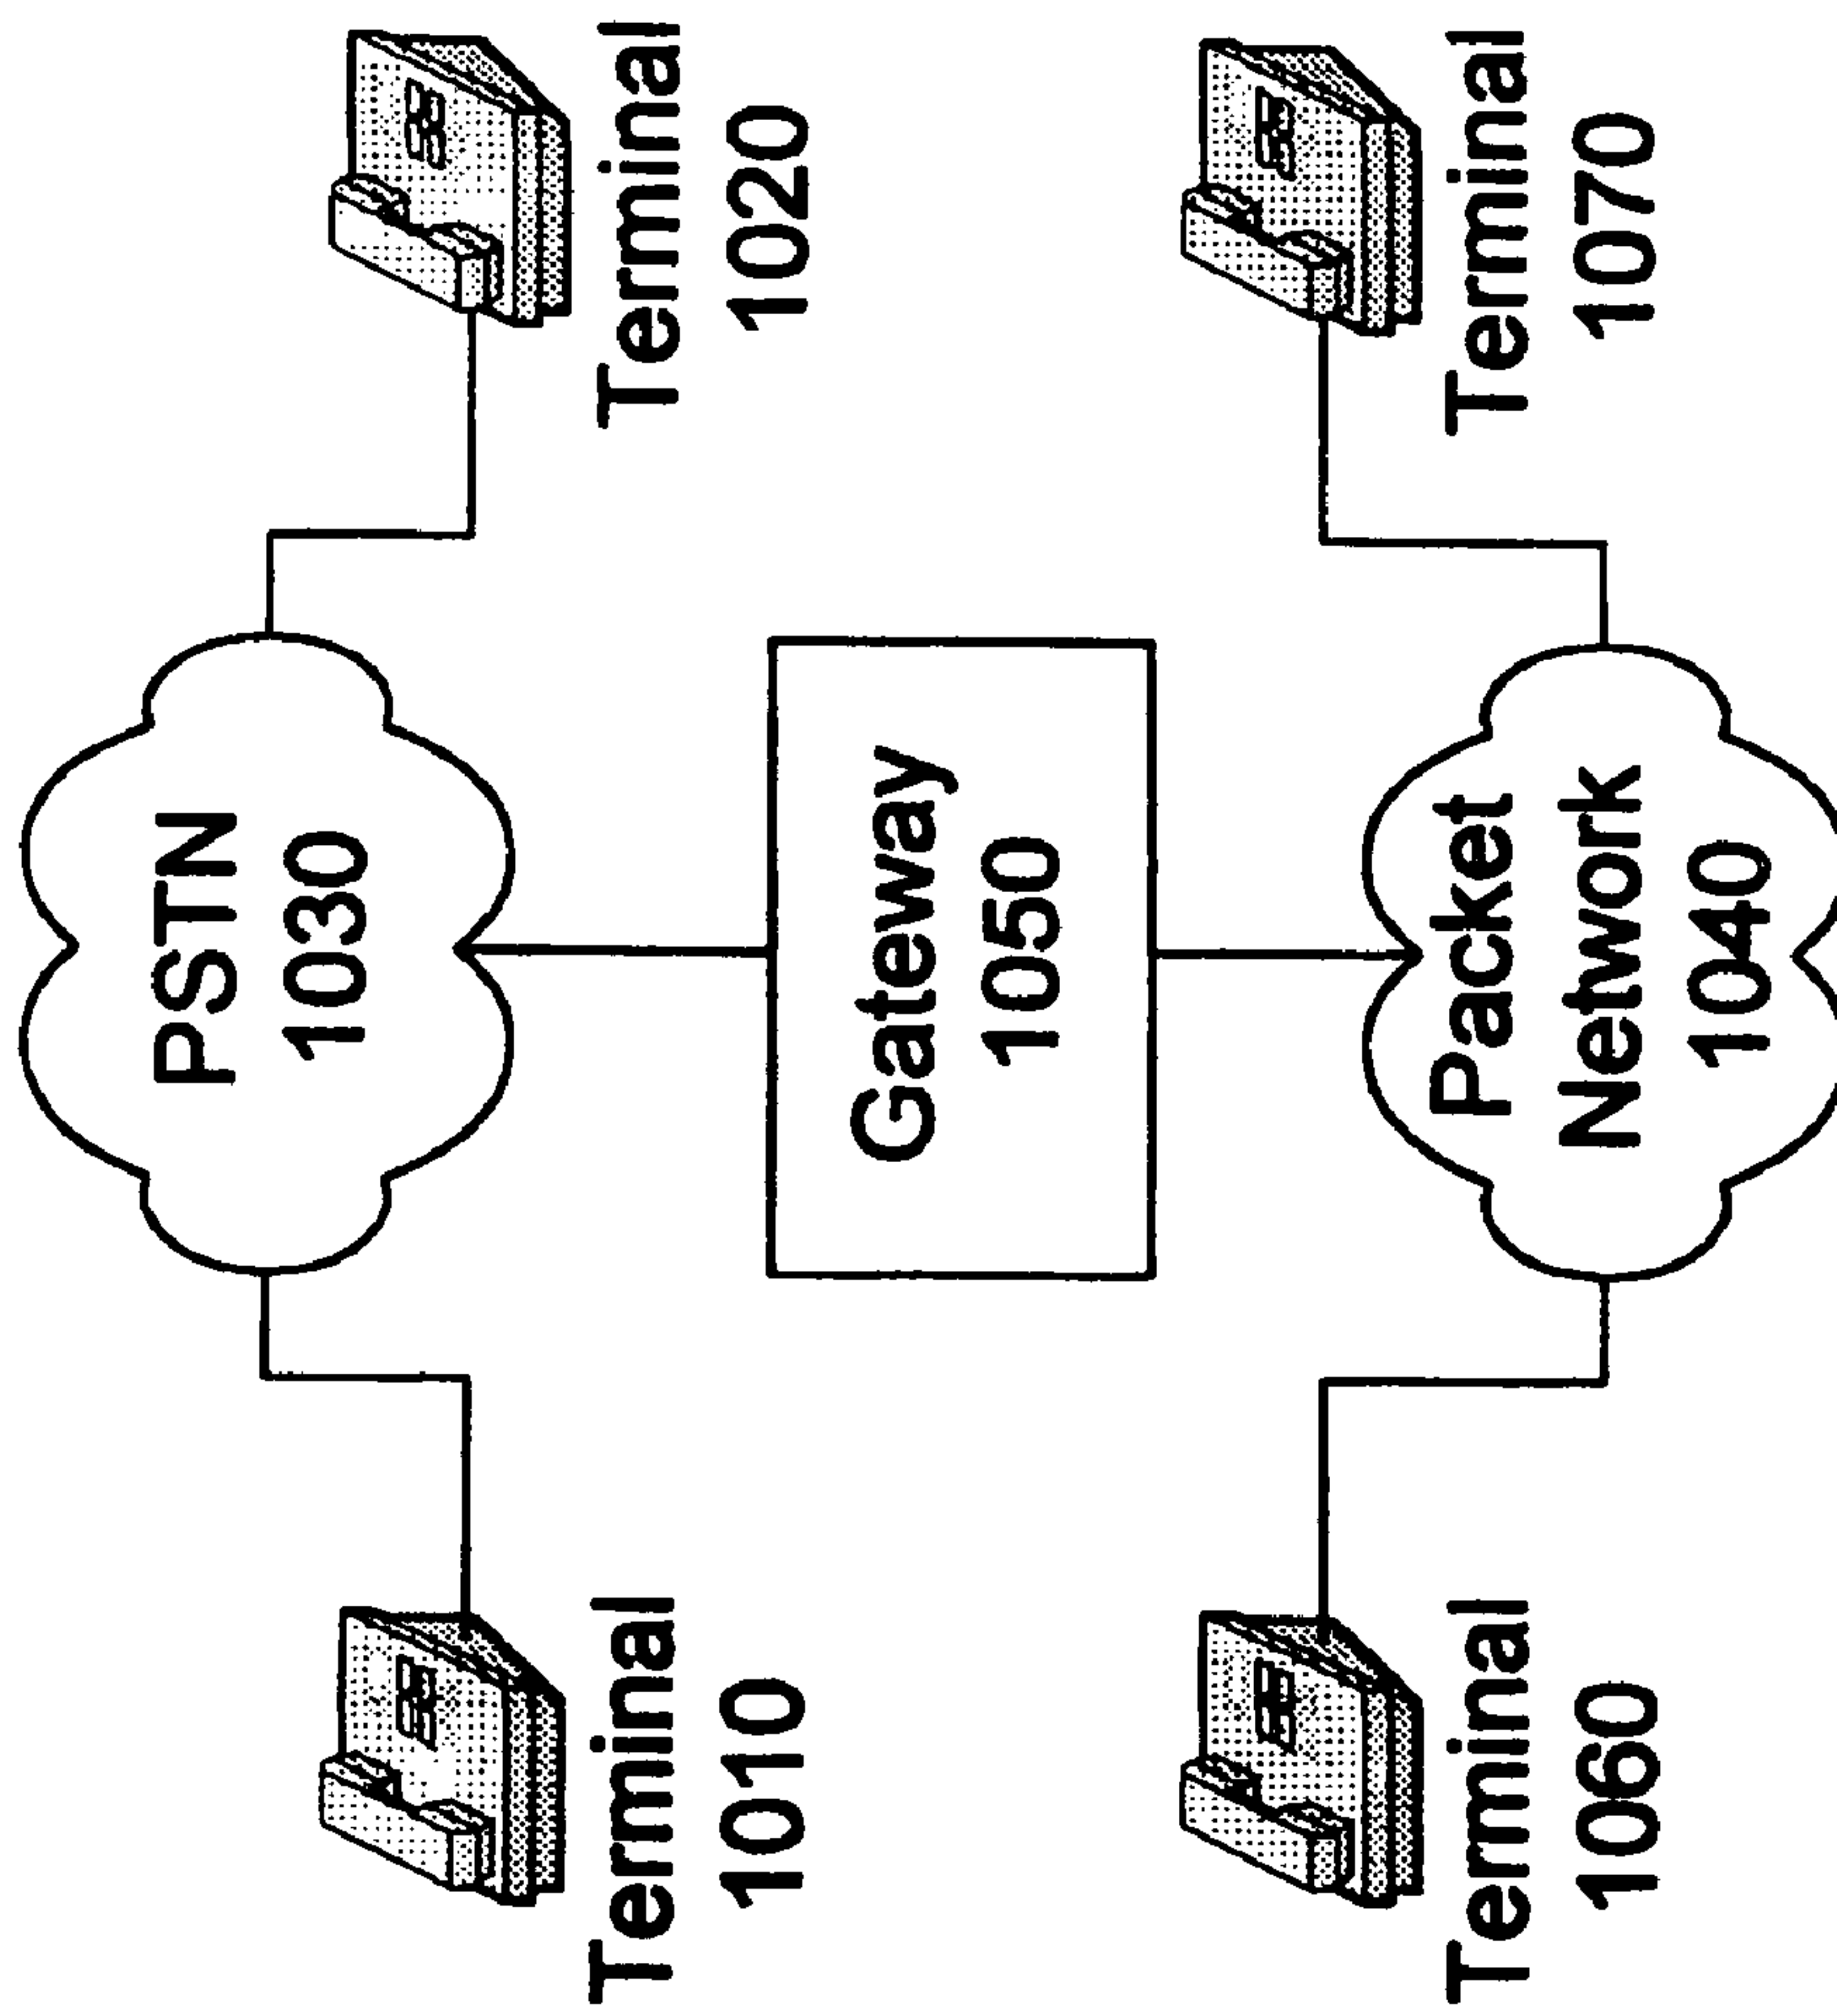 PSTN
1030
Terminal
1010
Terminal
1020
Gateway
1050
Terminal
1060
Packet
Network
1040
Terminal
1070